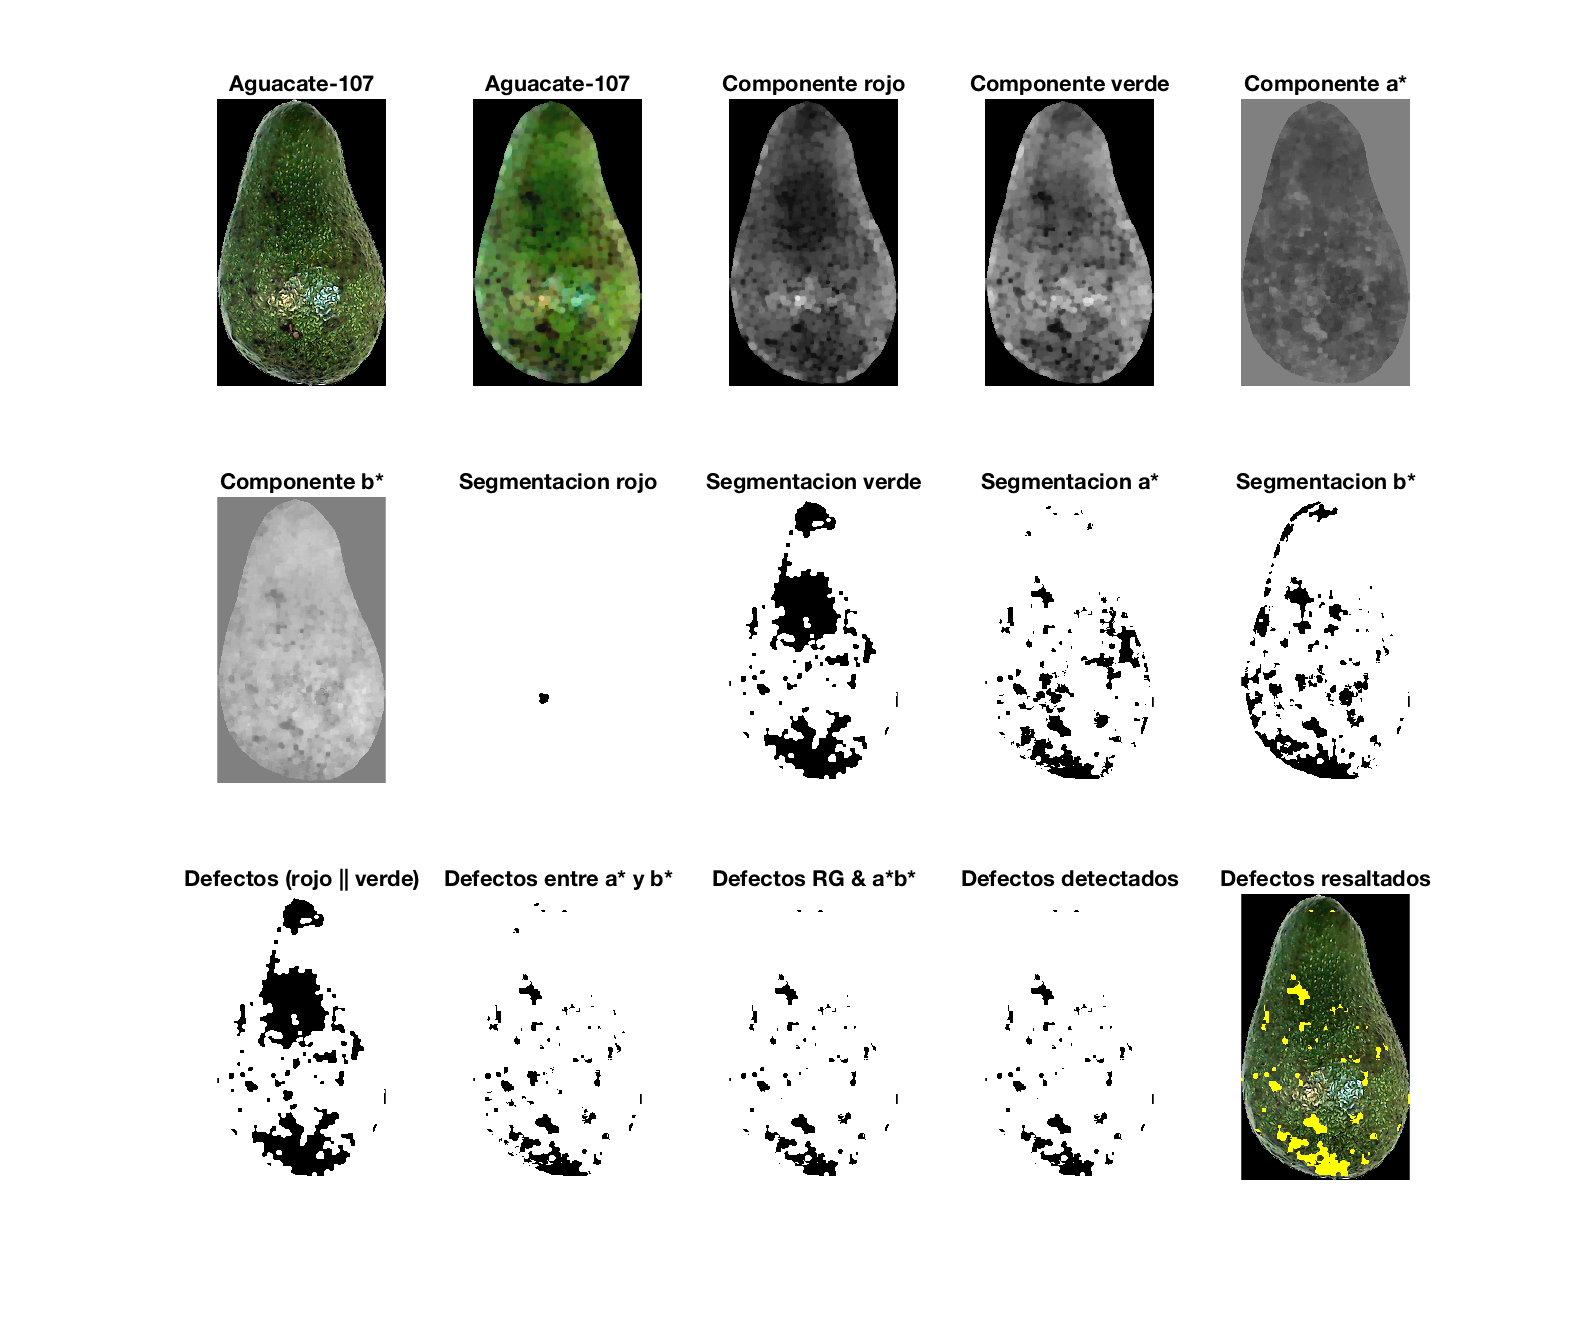 Aguacate-107
Aguacate-107
Componente rojo
Componente verde
Componente a*
Componente b*
Segmentacion rojo
Segmentacion verde
Segmentacion a*
Segmentacion b*
Defectos (rojo || verde)
Defectos entre a* y b*
Defectos RG & a*b*
Defectos detectados
Defectos resaltados